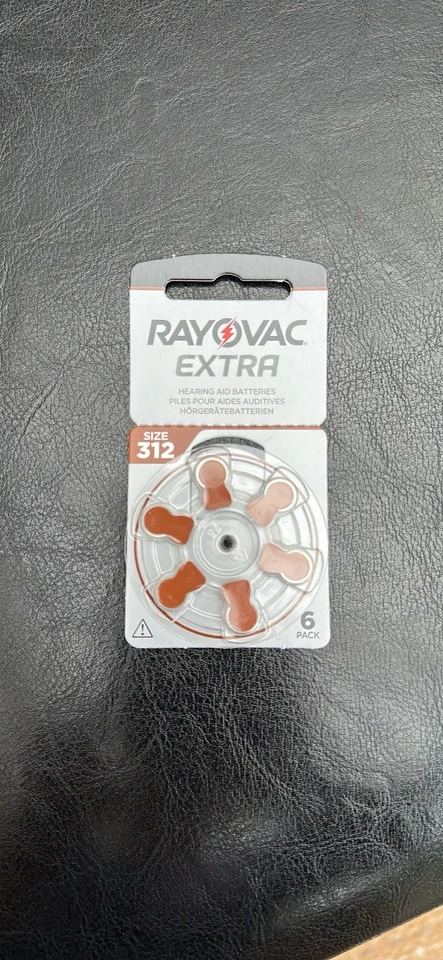 RAYOVAC
EXTRA
HEARING AID BATTERIES
PILES POUR AIDES AUDITIVES
HÖRGERÄTEBATTERIEN
SIZE
312
6
PACK